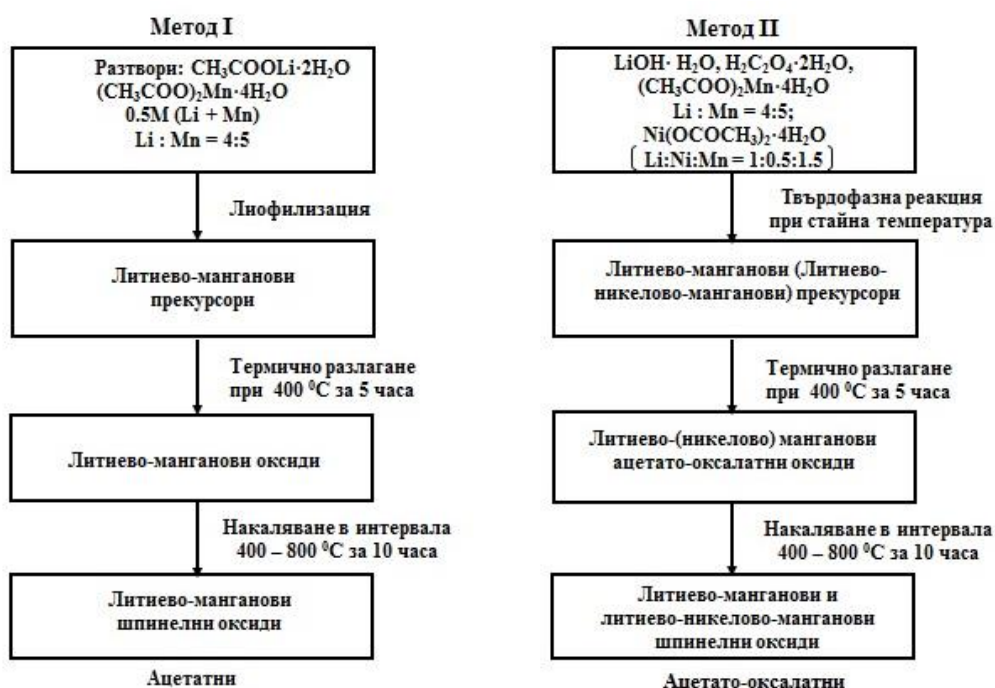 Метод I
Разтвори: CH₃COOLi·2H₂O
(CH₃COO)₂Mn·4H₂O
0.5M (Li + Mn)
Li : Mn = 4:5
Лиофилизация
Литиево-манганови
прекурсори
Термично разлагане
при 400 ⁰C за 5 часа
Литиево-манганови оксиди
Накаляване в интервала
400 – 800 ⁰C за 10 часа
Литиево-манганови
шпинелни оксиди
Ацетатни
Метод II
LiOH· H₂O, H₂C₂O₄·2H₂O,
(CH₃COO)₂Mn·4H₂O
Li : Mn = 4:5;
Ni(OCOCH₃)₂·4H₂O
[ Li:Ni:Mn = 1:0.5:1.5 ]
Твърдофазна реакция
при стайна температура
Литиево-манганови (Литиево-
никелово-манганови) прекурсори
Термично разлагане
при 400 ⁰C за 5 часа
Литиево-(никелово) манганови
ацетато-оксалатни оксиди
Накаляване в интервала
400 – 800 ⁰C за 10 часа
Литиево-манганови и
литиево-никелово-манганови
шпинелни оксиди
Ацетато-оксалатни